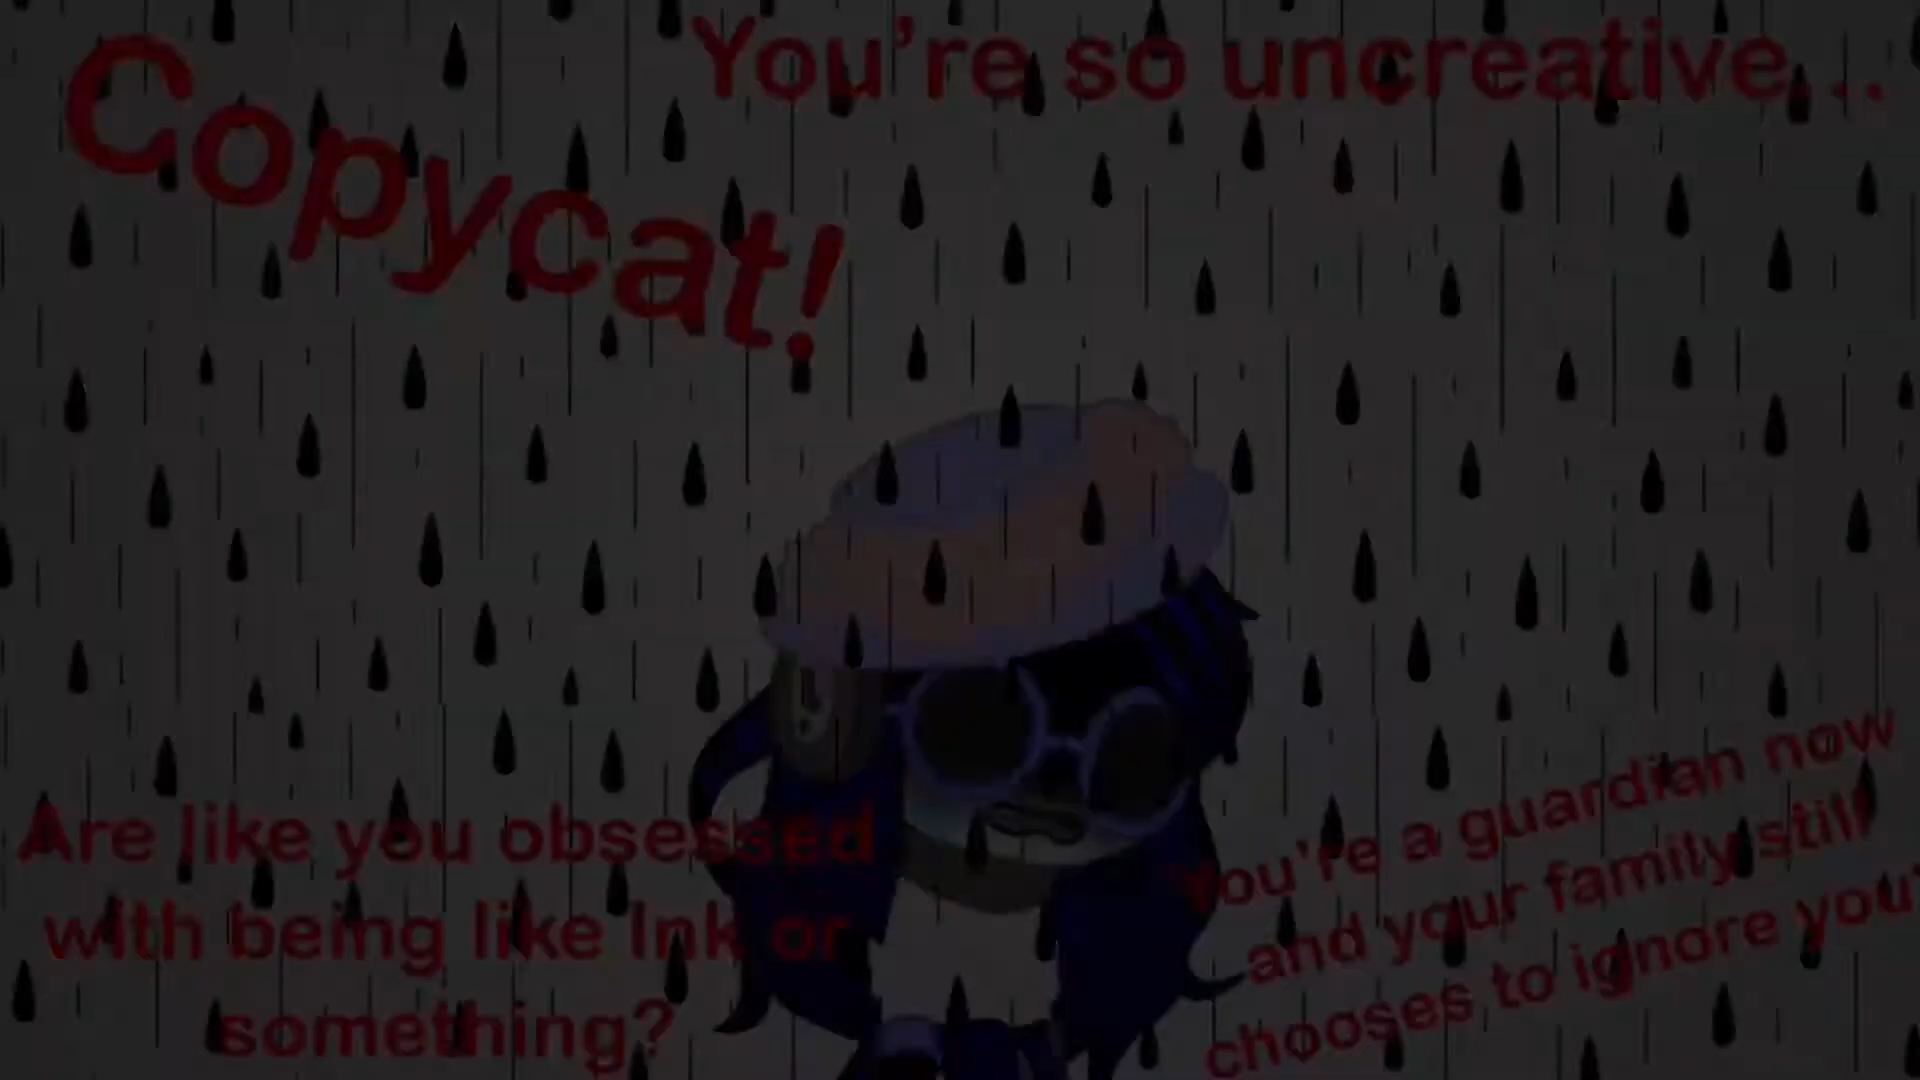 You're so uncreative...
Copycat!
Are like you obsessed
with being like Ink or
something?
You're a guardian now
and your family still
chooses to ignore you?